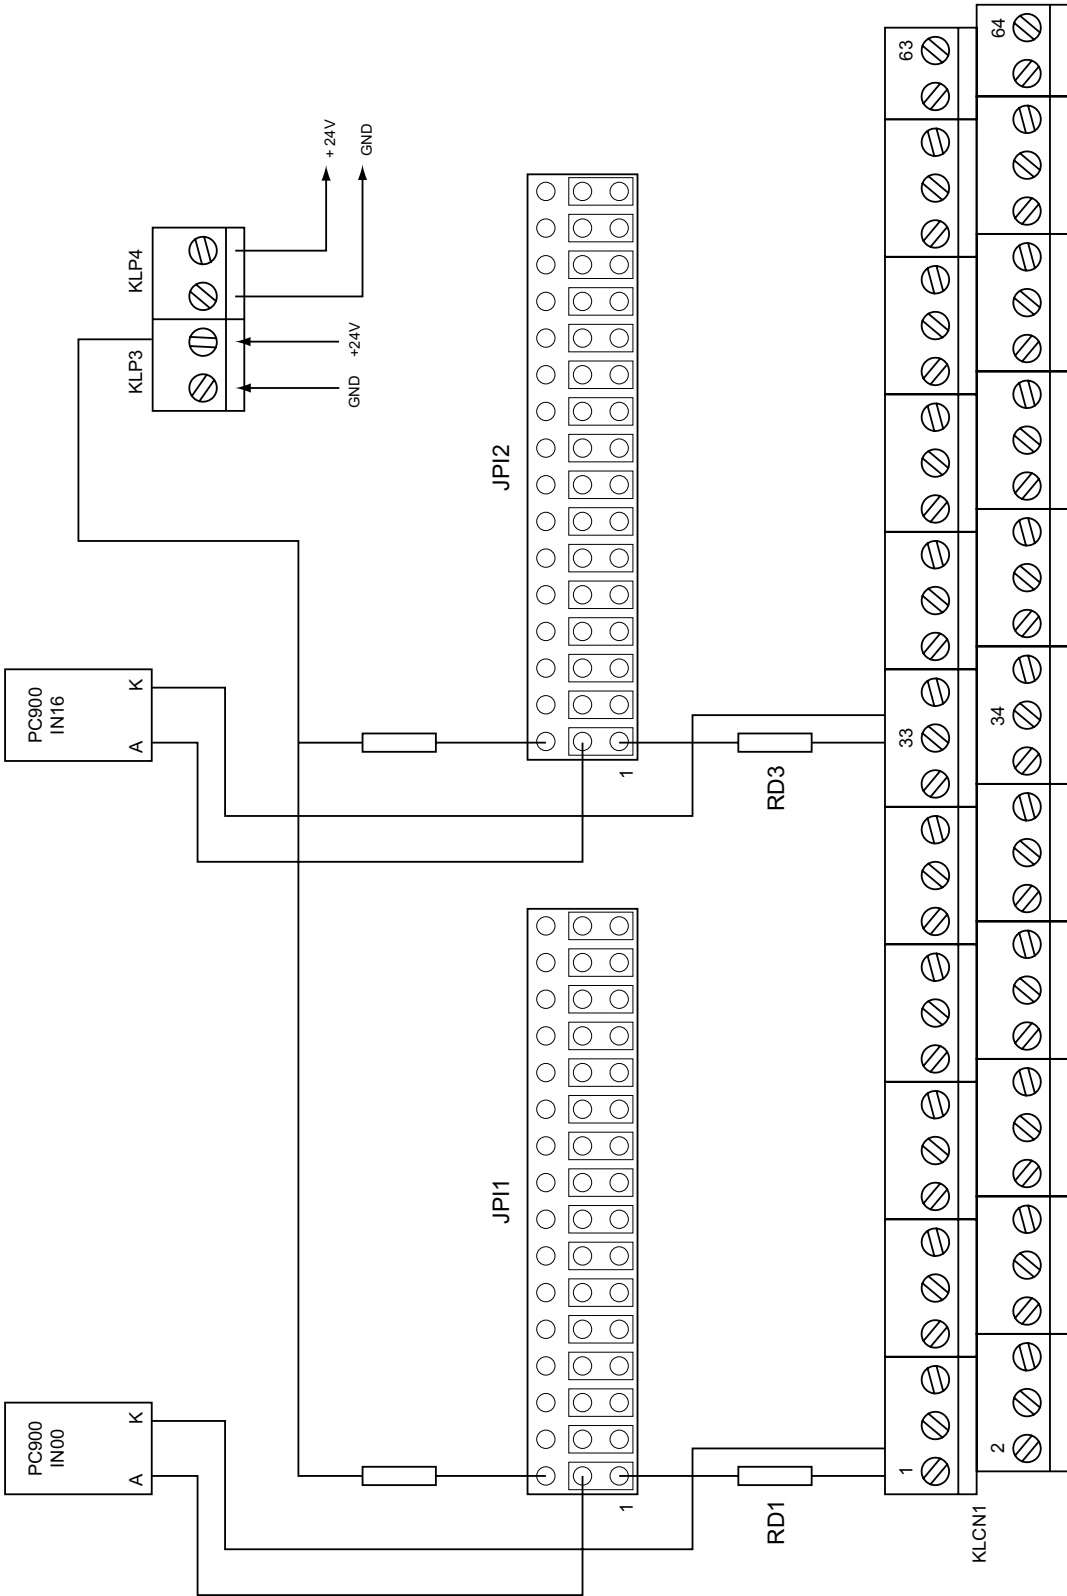 63
64
+ 24V
GND
KLP4
KLP3
+24V
GND
JPI2
PC900
IN16
A
K
1
RD3
33
34
JPI1
PC900
IN00
A
K
1
RD1
1
2
KLCN1